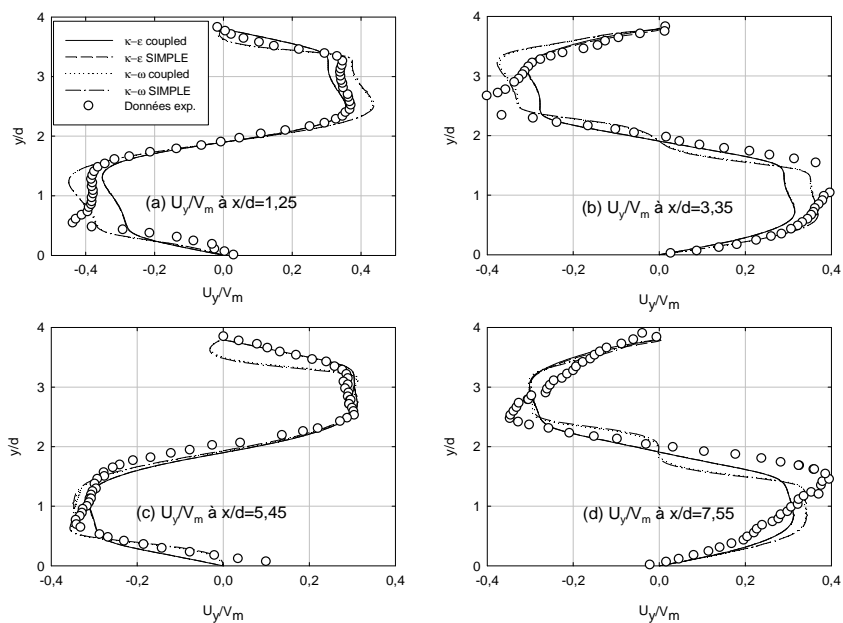 4
3
2
1
0
y/d
κ−ε coupled
κ−ε SIMPLE
κ−ω coupled
κ−ω SIMPLE
Données exp.
(a) Uy/Vm à x/d=1,25
-0,4 -0,2 0,0 0,2 0,4
Uy/Vm
4
3
2
1
0
y/d
(b) Uy/Vm à x/d=3,35
-0,4 -0,2 0,0 0,2 0,4
Uy/Vm
4
3
2
1
0
y/d
(c) Uy/Vm à x/d=5,45
-0,4 -0,2 0,0 0,2 0,4
Uy/Vm
4
3
2
1
0
y/d
(d) Uy/Vm à x/d=7,55
-0,4 -0,2 0,0 0,2 0,4
Uy/Vm